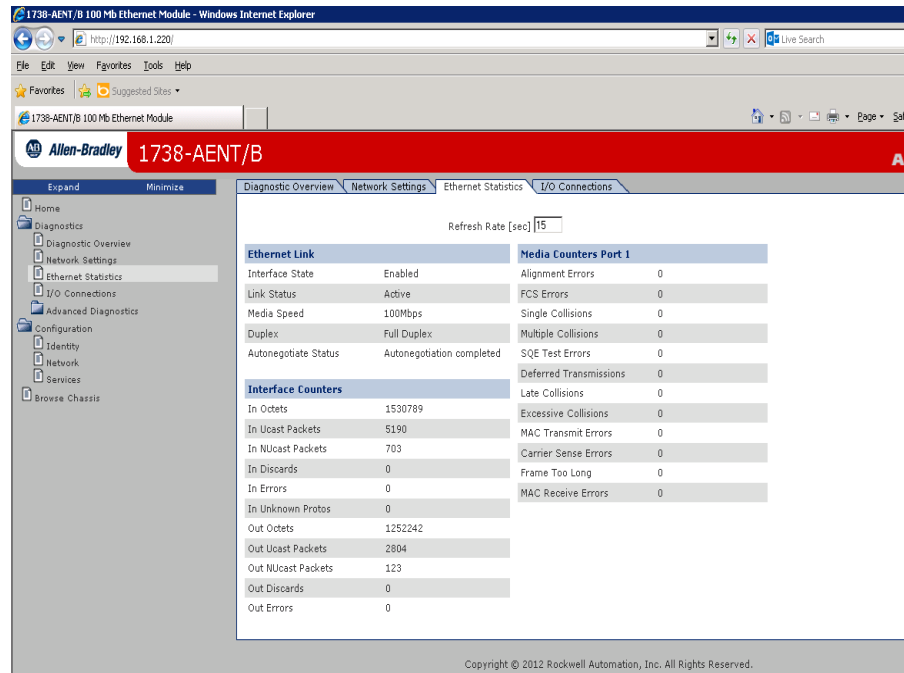 1738-AENT/B 100 Mb Ethernet Module - Windows Internet Explorer
http://192.168.1.220/
Live Search
File Edit View Favorites Tools Help
Favorites Suggested Sites
1738-AENT/B 100 Mb Ethernet Module
Page
AB Allen-Bradley 1738-AENT/B
Expand Minimize
Home
Diagnostics
Diagnostic Overview
Network Settings
Ethernet Statistics
I/O Connections
Advanced Diagnostics
Configuration
Identity
Network
Services
Browse Chassis
Diagnostic Overview Network Settings Ethernet Statistics I/O Connections
Refresh Rate [sec] 15
Ethernet Link
Interface State Enabled
Link Status Active
Media Speed 100Mbps
Duplex Full Duplex
Autonegotiate Status Autonegotiation completed
Interface Counters
In Octets 1530789
In Ucast Packets 5190
In NUcast Packets 703
In Discards 0
In Errors 0
In Unknown Protos 0
Out Octets 1252242
Out Ucast Packets 2804
Out NUcast Packets 123
Out Discards 0
Out Errors 0
Media Counters Port 1
Alignment Errors 0
FCS Errors 0
Single Collisions 0
Multiple Collisions 0
SQE Test Errors 0
Deferred Transmissions 0
Late Collisions 0
Excessive Collisions 0
MAC Transmit Errors 0
Carrier Sense Errors 0
Frame Too Long 0
MAC Receive Errors 0
Copyright © 2012 Rockwell Automation, Inc. All Rights Reserved.